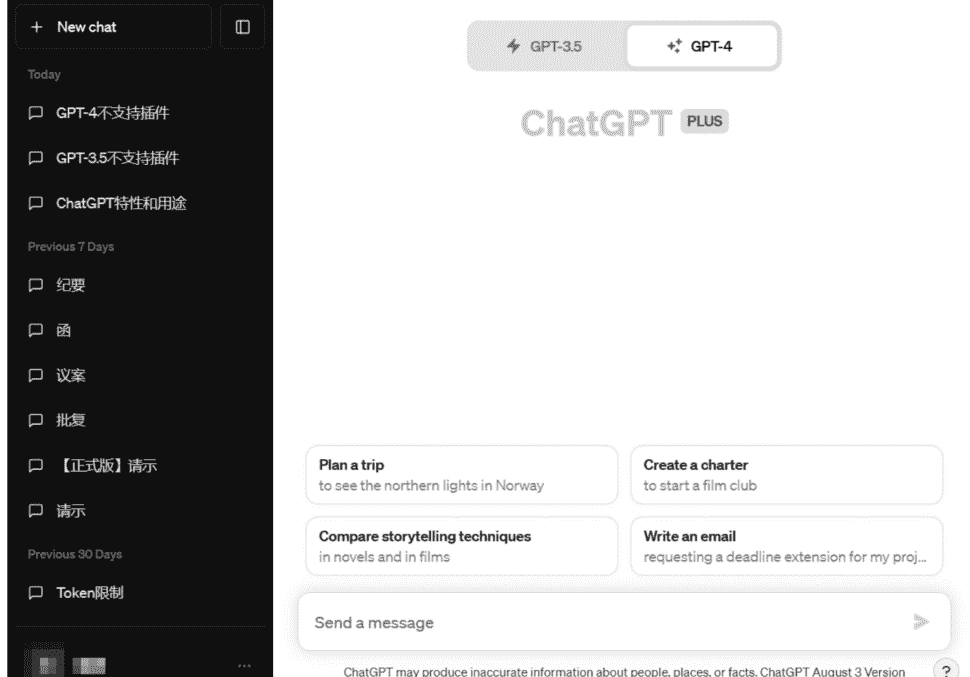 New chat
Today
GPT-4不支持插件
GPT-3.5不支持插件
ChatGPT特性和用途
Previous 7 Days
纪要
函
议案
批复
【正式版】请示
请示
Previous 30 Days
Token限制
GPT-3.5
GPT-4
ChatGPT PLUS
Plan a trip
to see the northern lights in Norway
Create a charter
to start a film club
Compare storytelling techniques
in novels and in films
Write an email
requesting a deadline extension for my proj...
Send a message
ChatGPT may produce inaccurate information about people, places, or facts. ChatGPT August 3 Version
?